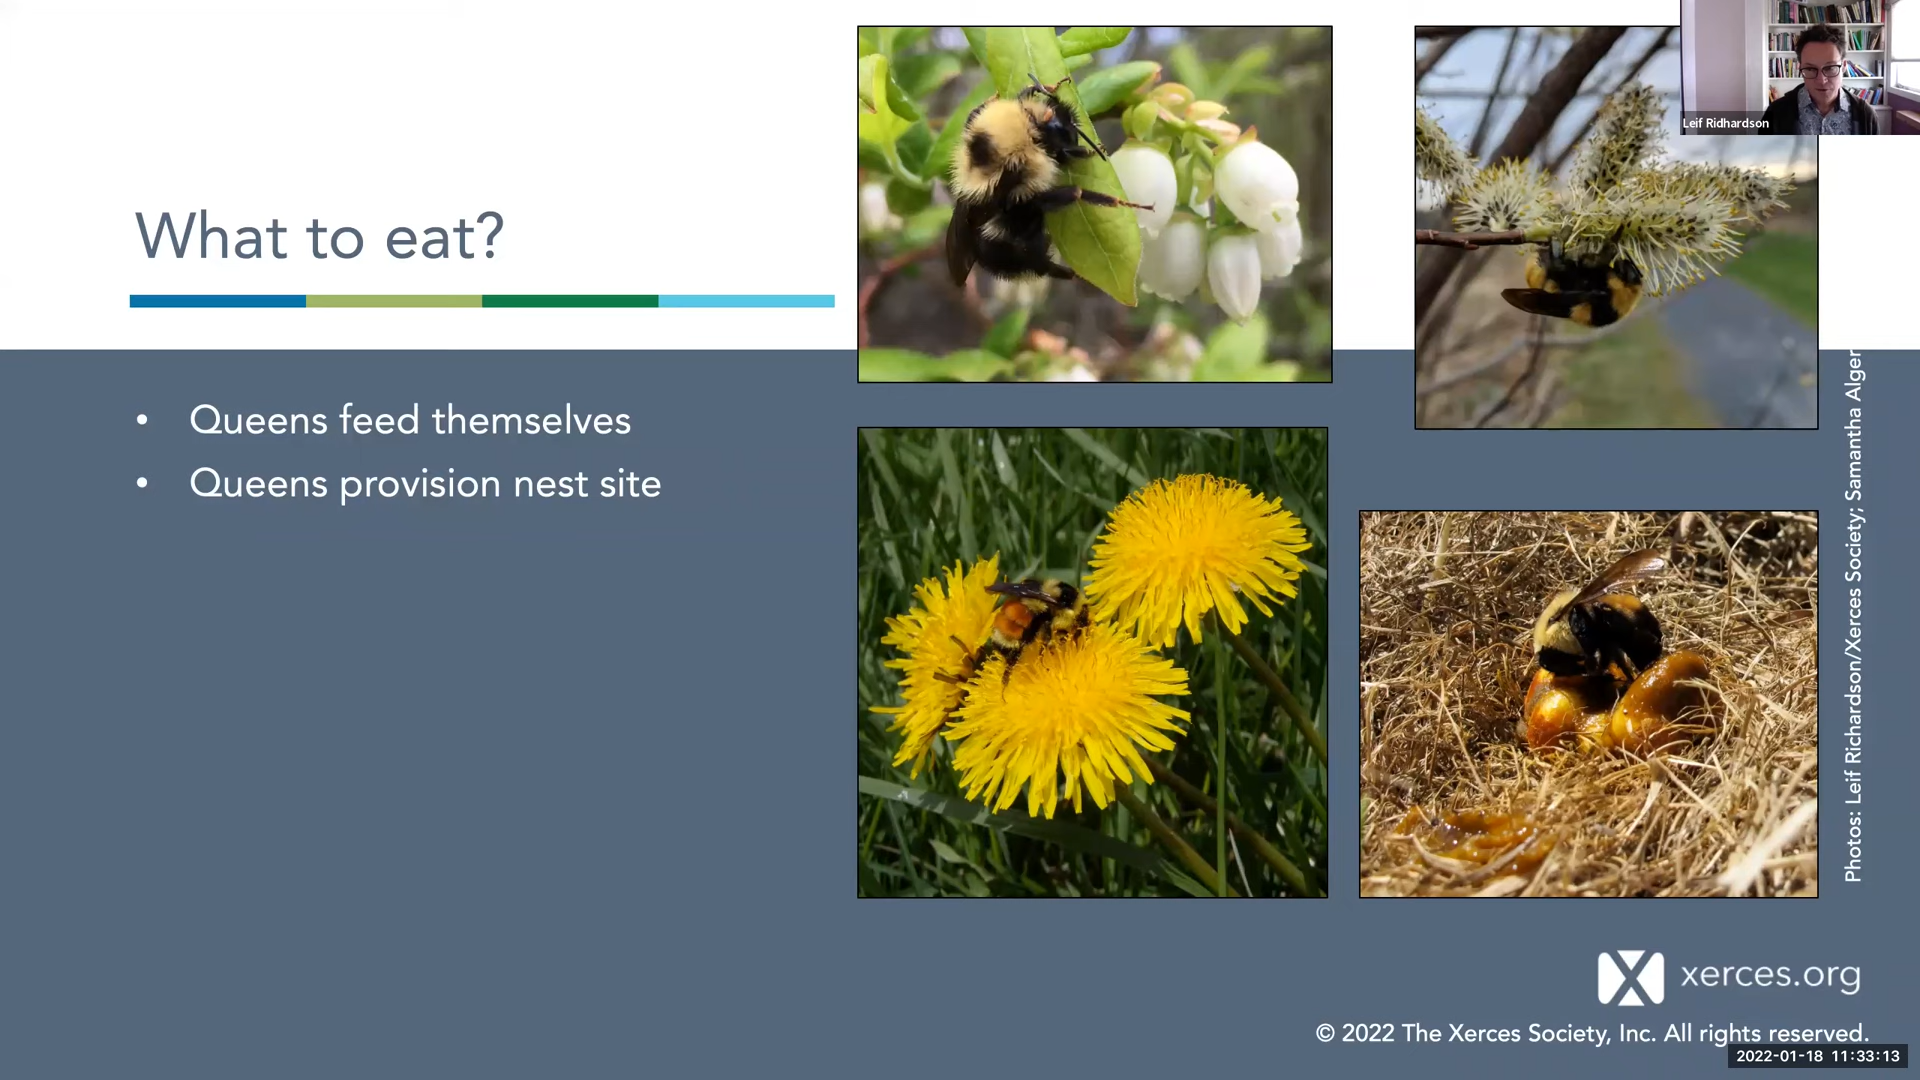 Leif Ridhardson
What to eat?
• Queens feed themselves
• Queens provision nest site
Photos: Leif Richardson/Xerces Society; Samantha Alger
xerces.org
© 2022 The Xerces Society, Inc. All rights reserved.
2022-01-18 11:33:13